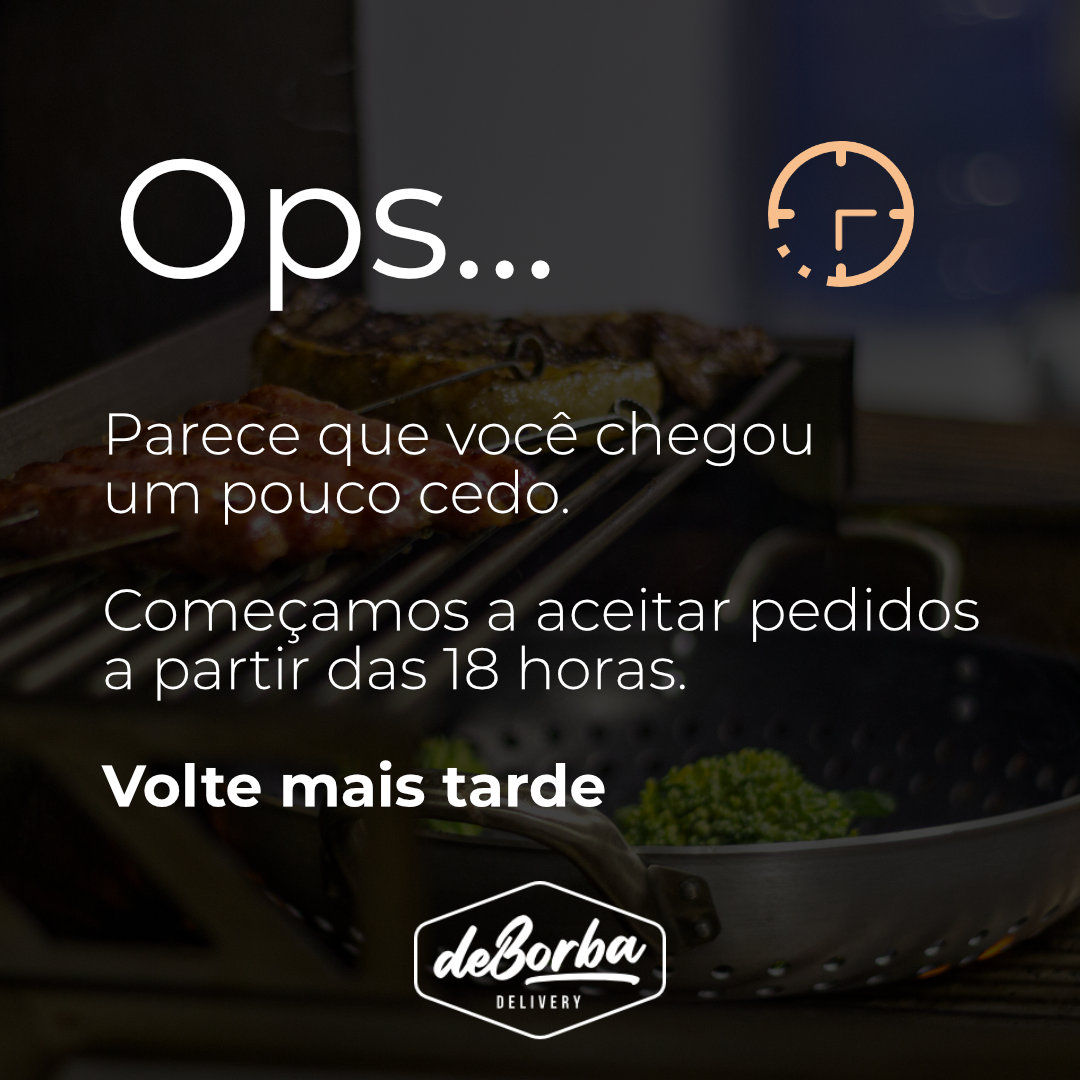 Ops...
Parece que você chegou
um pouco cedo.
Começamos a aceitar pedidos
a partir das 18 horas.
Volte mais tarde
deBorba
DELIVERY